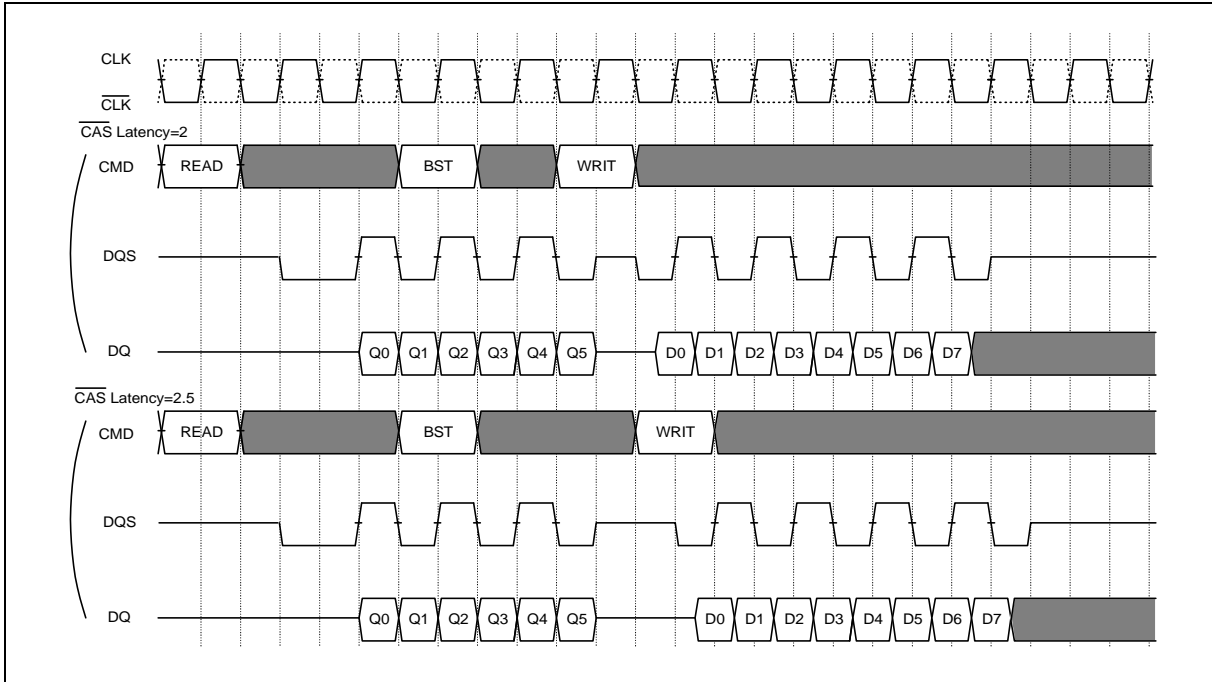 CLK
CLK
CAS Latency=2
CMD READ BST WRIT
DQS
DQ Q0 Q1 Q2 Q3 Q4 Q5 D0 D1 D2 D3 D4 D5 D6 D7
CAS Latency=2.5
CMD READ BST WRIT
DQS
DQ Q0 Q1 Q2 Q3 Q4 Q5 D0 D1 D2 D3 D4 D5 D6 D7